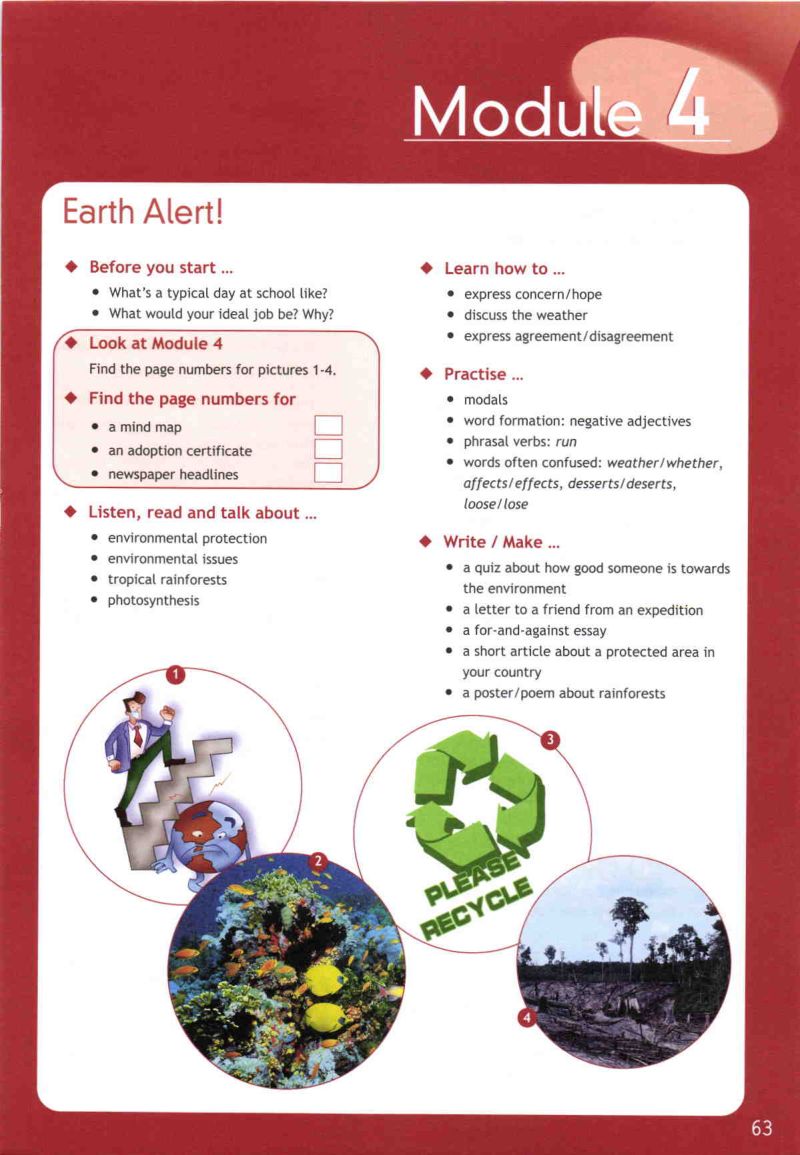 Module 4
Earth Alert!
◆ Before you start ...
• What's a typical day at school like?
• What would your ideal job be? Why?
◆ Look at Module 4
Find the page numbers for pictures 1-4.
◆ Find the page numbers for
• a mind map
• an adoption certificate
• newspaper headlines
◆ Listen, read and talk about ...
• environmental protection
• environmental issues
• tropical rainforests
• photosynthesis
◆ Learn how to ...
• express concern/hope
• discuss the weather
• express agreement/disagreement
◆ Practise ...
• modals
• word formation: negative adjectives
• phrasal verbs: run
• words often confused: weather/whether,
affects/effects, desserts/deserts,
loose/lose
◆ Write / Make ...
• a quiz about how good someone is towards
the environment
• a letter to a friend from an expedition
• a for-and-against essay
• a short article about a protected area in
your country
• a poster/poem about rainforests
1
2
3
PLEASE
RECYCLE
4
63